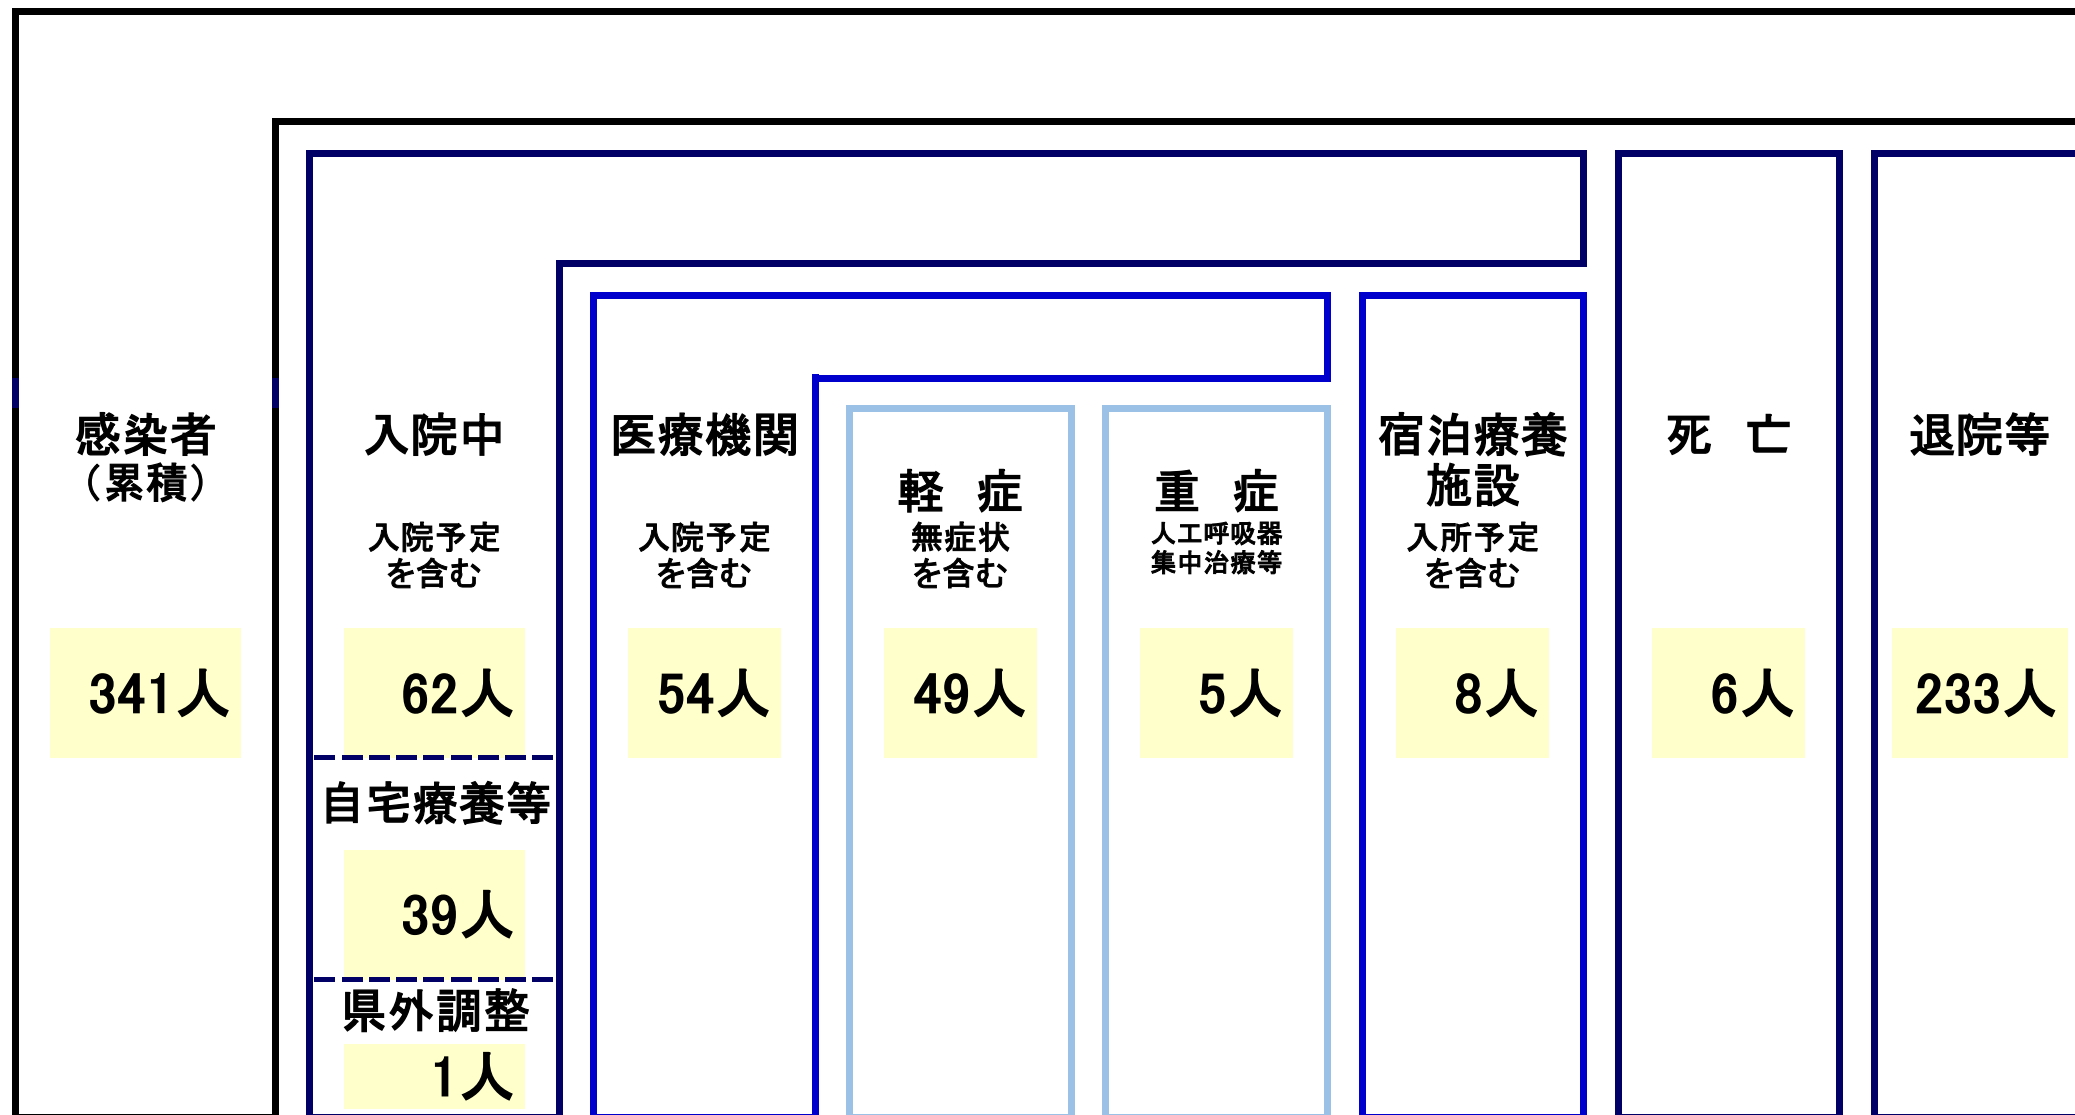 感染者
（累積）
341人
入院中
入院予定
を含む
62人
自宅療養等
39人
県外調整
1人
医療機関
入院予定
を含む
54人
軽 症
無症状
を含む
49人
重 症
人工呼吸器
集中治療等
5人
宿泊療養
施設
入所予定
を含む
8人
死 亡
6人
退院等
233人